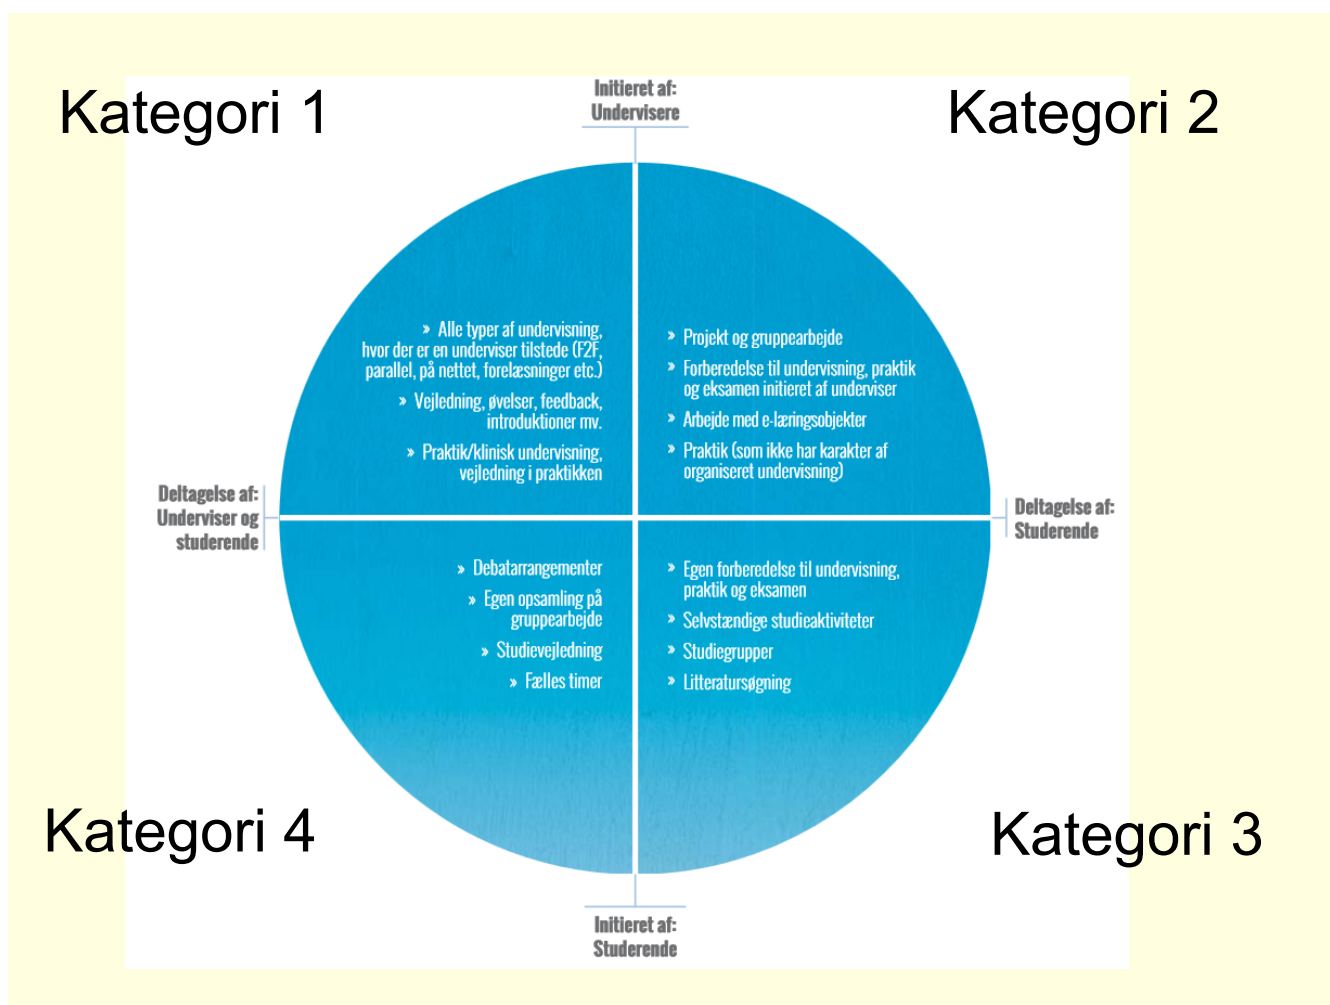 Kategori 1
Initieret af:
Undervisere
Kategori 2
» Alle typer af undervisning,
hvor der er en underviser tilstede (F2F,
parallel, på nettet, forelæsninger etc.)
» Vejledning, øvelser, feedback,
introduktioner mv.
» Praktik/klinisk undervisning,
vejledning i praktikken
» Projekt og gruppearbejde
» Forberedelse til undervisning, praktik
og eksamen initieret af underviser
» Arbejde med e-læringsobjekter
» Praktik (som ikke har karakter af
organiseret undervisning)
Deltagelse af:
Underviser og
studerende
Deltagelse af:
Studerende
» Debatarrangementer
» Egen opsamling på
gruppearbejde
» Studievejledning
» Fælles timer
» Egen forberedelse til undervisning,
praktik og eksamen
» Selvstændige studieaktiviteter
» Studiegrupper
» Litteratursøgning
Kategori 4
Kategori 3
Initieret af:
Studerende